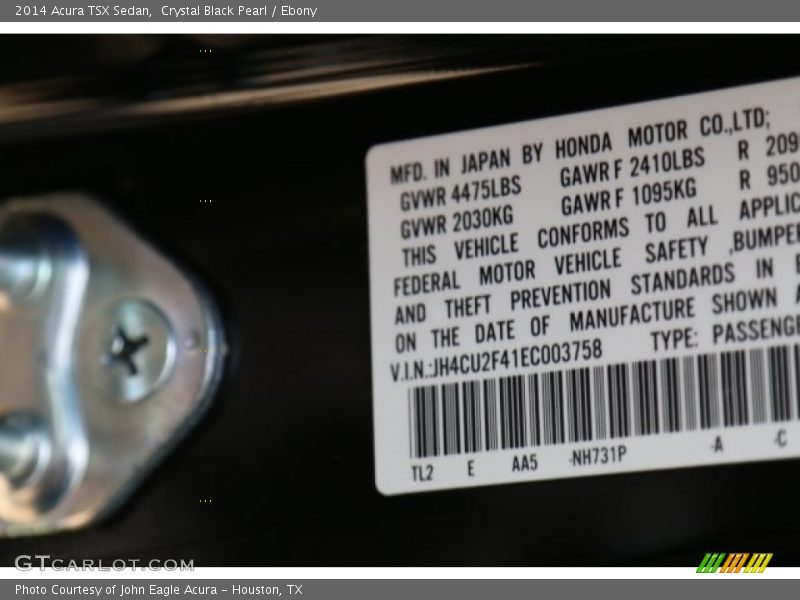 2014 Acura TSX Sedan, Crystal Black Pearl / Ebony
MFD. IN JAPAN BY HONDA MOTOR CO.,LTD;
GVWR 4475LBS GAWR F 2410LBS R 209
GVWR 2030KG GAWR F 1095KG R 950
THIS VEHICLE CONFORMS TO ALL APPLIC
FEDERAL MOTOR VEHICLE SAFETY ,BUMPER
AND THEFT PREVENTION STANDARDS IN
ON THE DATE OF MANUFACTURE SHOWN A
V.I.N.:JH4CU2F41EC003758 TYPE: PASSENGE
TL2 E AA5 -NH731P -A -C
GTCARLOT.COM
Photo Courtesy of John Eagle Acura – Houston, TX